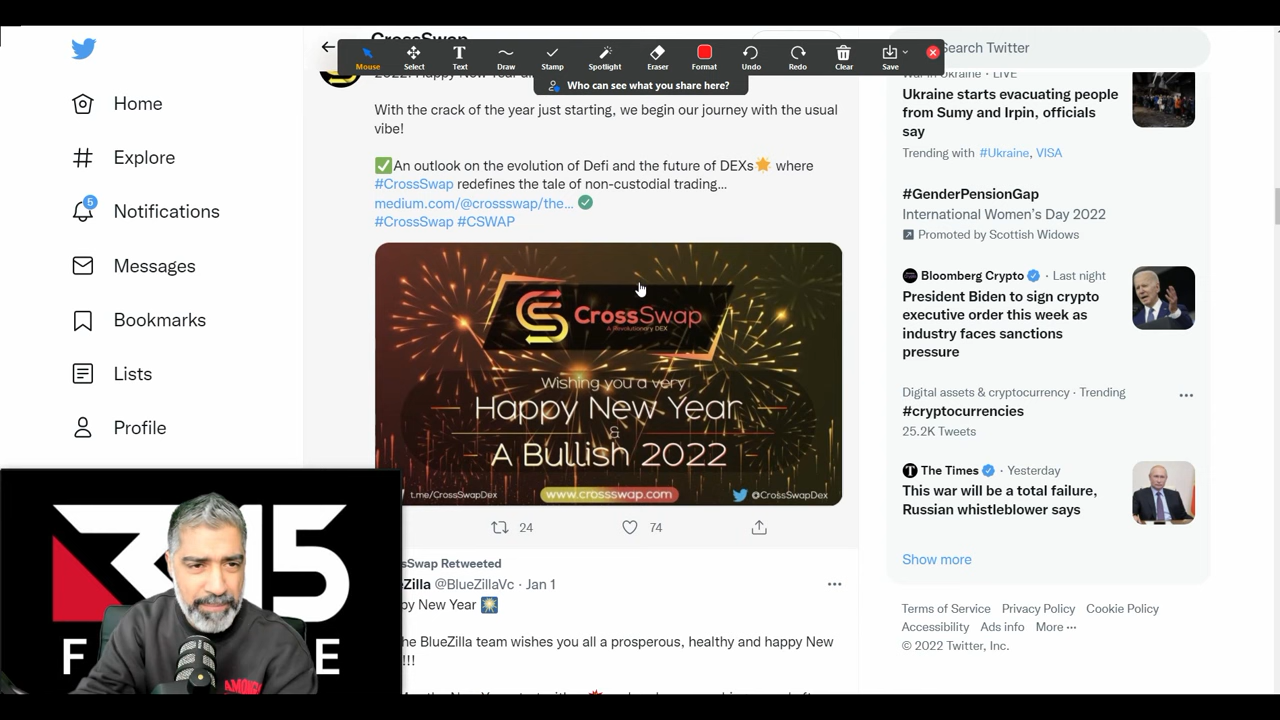 CrossSwap
Mouse
Select
Text
Draw
Stamp
Spotlight
Eraser
Format
Undo
Redo
Clear
Save
Who can see what you share here?
With the crack of the year just starting, we begin our journey with the usual
vibe!
✅An outlook on the evolution of Defi and the future of DEXs🌟 where
#CrossSwap redefines the tale of non-custodial trading...
medium.com/@crossswap/the...
#CrossSwap #CSWAP
CrossSwap
A Revolutionary DEX
Wishing you a very
Happy New Year
&
A Bullish 2022
t.me/CrossSwapDex
www.crossswap.com
@CrossSwapDex
24
74
sSwap Retweeted
Zilla @BlueZillaVc · Jan 1
py New Year 🎇
he BlueZilla team wishes you all a prosperous, healthy and happy New
!!!
Home
Explore
5
Notifications
Messages
Bookmarks
Lists
Profile
315
F E
AMONG
Search Twitter
War in Ukraine · LIVE
Ukraine starts evacuating people
from Sumy and Irpin, officials
say
Trending with #Ukraine, VISA
#GenderPensionGap
International Women's Day 2022
Promoted by Scottish Widows
Bloomberg Crypto · Last night
President Biden to sign crypto
executive order this week as
industry faces sanctions
pressure
Digital assets & cryptocurrency · Trending
#cryptocurrencies
25.2K Tweets
The Times · Yesterday
This war will be a total failure,
Russian whistleblower says
Show more
Terms of Service Privacy Policy Cookie Policy
Accessibility Ads info More ···
© 2022 Twitter, Inc.